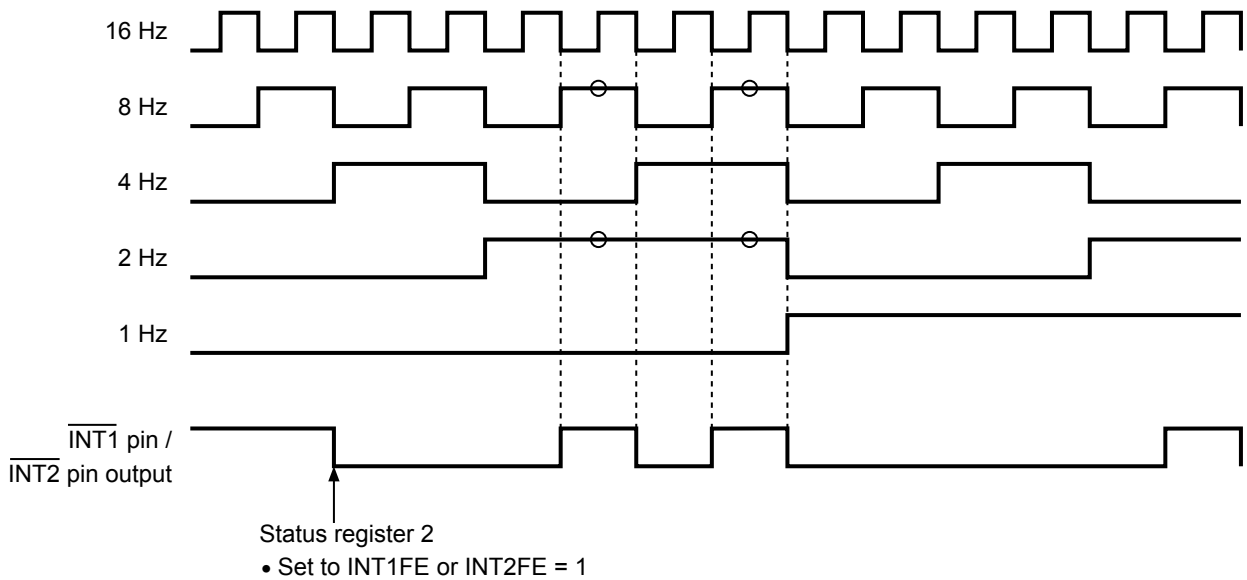 16 Hz
8 Hz
4 Hz
2 Hz
1 Hz
INT1 pin /
INT2 pin output
Status register 2
• Set to INT1FE or INT2FE = 1